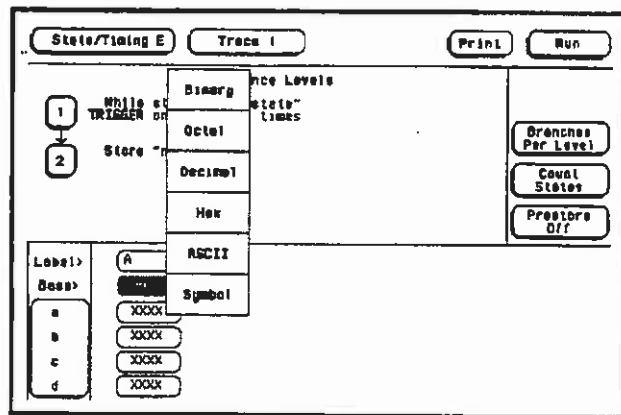 State/Timing E Trace 1 Print Run
nce Levels
While st state"
TRIGGER on times
Store "n
1
2
Binary
Octal
Decimal
Hex
ASCII
Symbol
Branches
Per Level
Count
States
Prestore
Off
Label> A
Base>
a XXXX
b XXXX
c XXXX
d XXXX